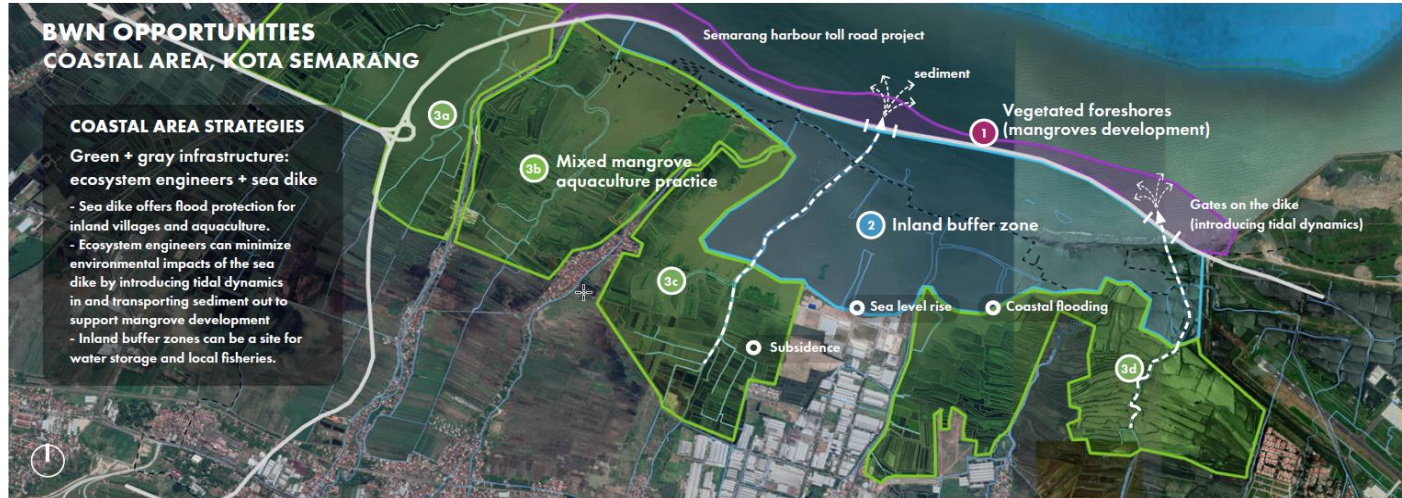 BWN OPPORTUNITIES
COASTAL AREA, KOTA SEMARANG
COASTAL AREA STRATEGIES
Green + gray infrastructure:
ecosystem engineers + sea dike
- Sea dike offers flood protection for
inland villages and aquaculture.
- Ecosystem engineers can minimize
environmental impacts of the sea
dike by introducing tidal dynamics
in and transporting sediment out to
support mangrove development
- Inland buffer zones can be a site for
water storage and local fisheries.
3a
3b
Mixed mangrove
aquaculture practice
3c
Subsidence
Semarang harbour toll road project
sediment
1
Vegetated foreshores
(mangroves development)
2
Inland buffer zone
Gates on the dike
(introducing tidal dynamics)
Sea level rise
Coastal flooding
3d